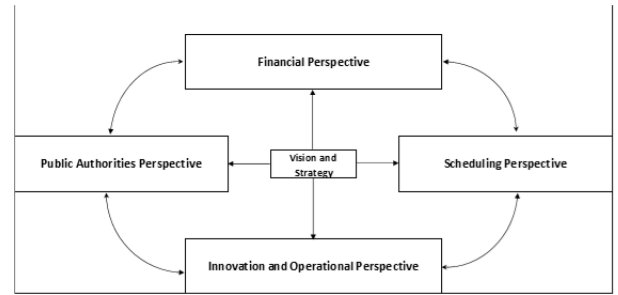 Financial Perspective
Public Authorities Perspective
Vision and
Strategy
Scheduling Perspective
Innovation and Operational Perspective